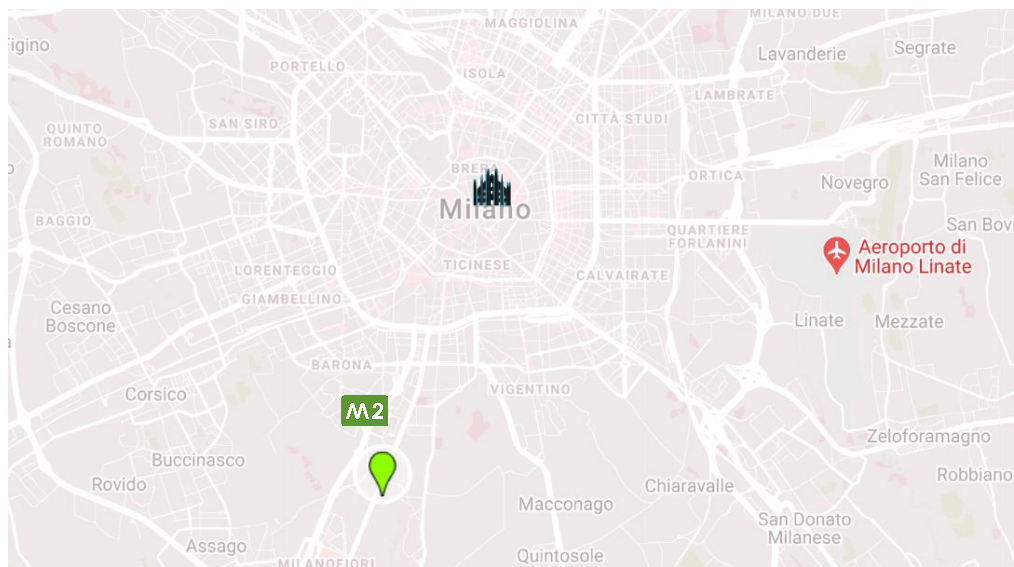 MAGGIOLINA
MILANO DUE
Figino
Lavanderie
Segrate
PORTELLO
ISOLA
LAMBRATE
SAN SIRO
CITTÀ STUDI
QUINTO
ROMANO
BRERA
ORTICA
Milano
San Felice
Novegro
Milano
BAGGIO
San Bovi
QUARTIERE
FORLANINI
Aeroporto di
Milano Linate
TICINESE
LORENTEGGIO
CALVAIRATE
GIAMBELLINO
Cesano
Boscone
Linate
Mezzate
BARONA
VIGENTINO
Corsico
M2
Zeloforamagno
Buccinasco
Robbiano
Rovido
Chiaravalle
Macconago
San Donato
Milanese
Assago
Quintosole
MILANOFIORI